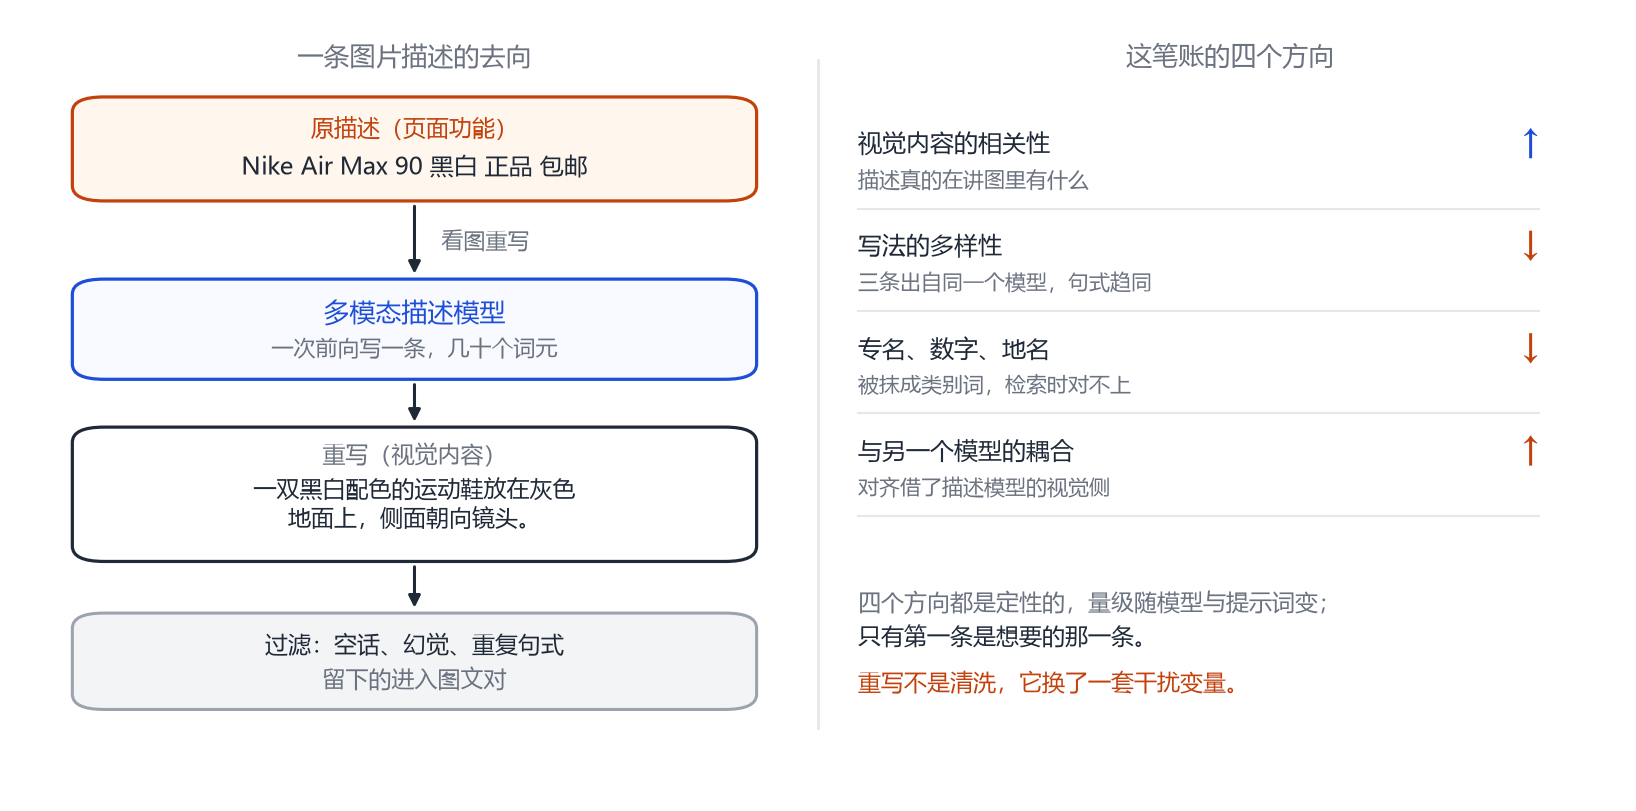 一条图片描述的去向
原描述（页面功能）
Nike Air Max 90 黑白 正品 包邮
看图重写
多模态描述模型
一次前向写一条，几十个词元
重写（视觉内容）
一双黑白配色的运动鞋放在灰色
地面上，侧面朝向镜头。
过滤：空话、幻觉、重复句式
留下的进入图文对
这笔账的四个方向
视觉内容的相关性
↑
描述真的在讲图里有什么
写法的多样性
↓
三条出自同一个模型，句式趋同
专名、数字、地名
↓
被抹成类别词，检索时对不上
与另一个模型的耦合
↑
对齐借了描述模型的视觉侧
四个方向都是定性的，量级随模型与提示词变；
只有第一条是想要的那一条。
重写不是清洗，它换了一套干扰变量。